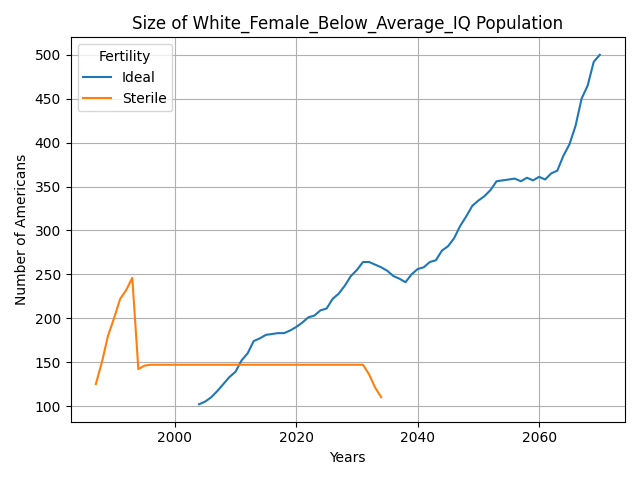 Size of White_Female_Below_Average_IQ Population
Fertility
Ideal
Sterile
Number of Americans
500
450
400
350
300
250
200
150
100
2000 2020 2040 2060
Years